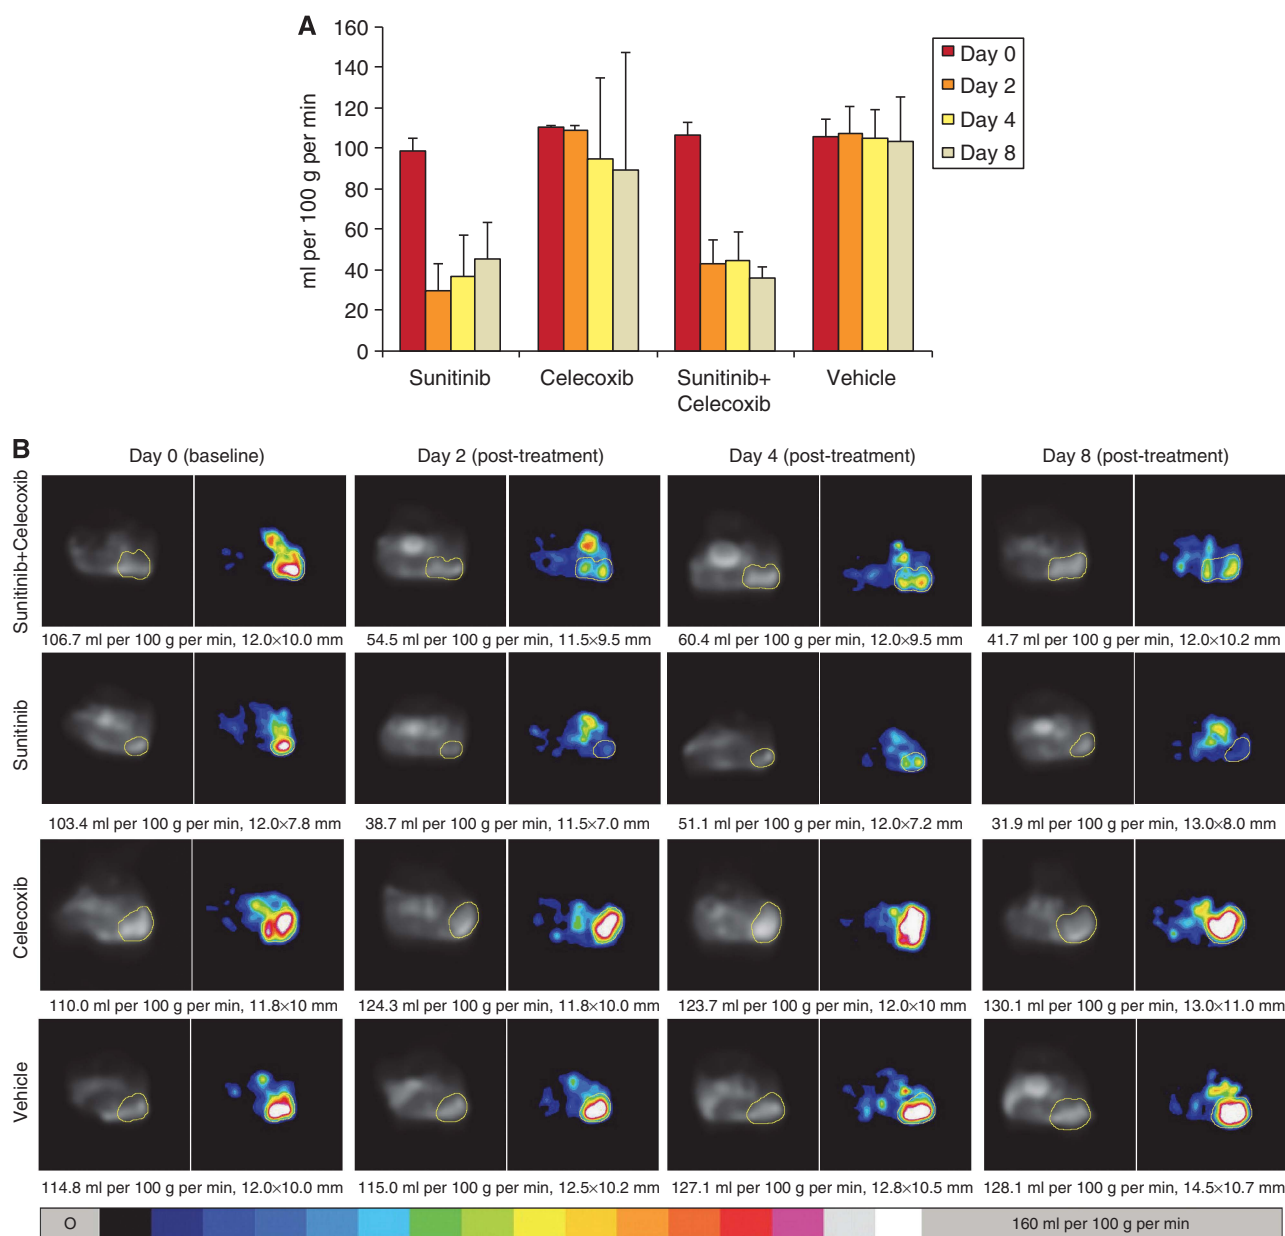 A
160
140
120
100
80
60
40
20
0
ml per 100 g per min
Day 0
Day 2
Day 4
Day 8
Sunitinib
Celecoxib
Sunitinib+
Celecoxib
Vehicle
B
Day 0 (baseline)
Day 2 (post-treatment)
Day 4 (post-treatment)
Day 8 (post-treatment)
Sunitinib-Celecoxib
106.7 ml per 100 g per min, 12.0×10.0 mm
54.5 ml per 100 g per min, 11.5×9.5 mm
60.4 ml per 100 g per min, 12.0×9.5 mm
41.7 ml per 100 g per min, 12.0×10.2 mm
Sunitinib
103.4 ml per 100 g per min, 12.0×7.8 mm
38.7 ml per 100 g per min, 11.5×7.0 mm
51.1 ml per 100 g per min, 12.0×7.2 mm
31.9 ml per 100 g per min, 13.0×8.0 mm
Celecoxib
110.0 ml per 100 g per min, 11.8×10 mm
124.3 ml per 100 g per min, 11.8×10.0 mm
123.7 ml per 100 g per min, 12.0×10 mm
130.1 ml per 100 g per min, 13.0×11.0 mm
Vehicle
114.8 ml per 100 g per min, 12.0×10.0 mm
115.0 ml per 100 g per min, 12.5×10.2 mm
127.1 ml per 100 g per min, 12.8×10.5 mm
128.1 ml per 100 g per min, 14.5×10.7 mm
O
160 ml per 100 g per min